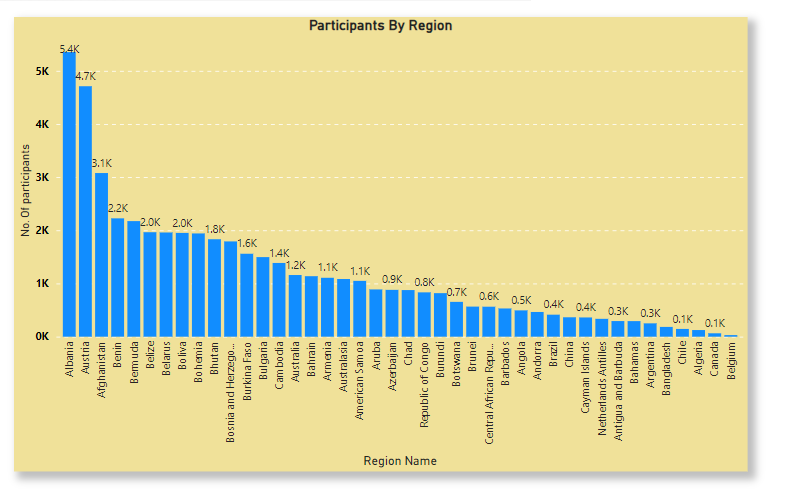 Participants By Region
No. Of participants
5K
4K
3K
2K
1K
0K
5.4K
4.7K
3.1K
2.2K
2.0K
2.0K
1.8K
1.6K
1.4K
1.2K
1.1K
1.1K
0.9K
0.8K
0.7K
0.6K
0.5K
0.4K
0.4K
0.3K
0.3K
0.1K
0.1K
Albania
Austria
Afghanistan
Benin
Bermuda
Belize
Belarus
Boliva
Bohemia
Bhutan
Bosnia and Herzego...
Burkina Faso
Bulgaria
Cambodia
Australia
Bahrain
Armenia
Australasia
American Samoa
Aruba
Azerbaijan
Chad
Republic of Congo
Burundi
Botswana
Brunei
Central African Repu...
Barbados
Angola
Andorra
Brazil
China
Cayman Islands
Netherlands Antilles
Antigua and Barbuda
Bahamas
Argentina
Bangladesh
Chile
Algeria
Canada
Belgium
Region Name